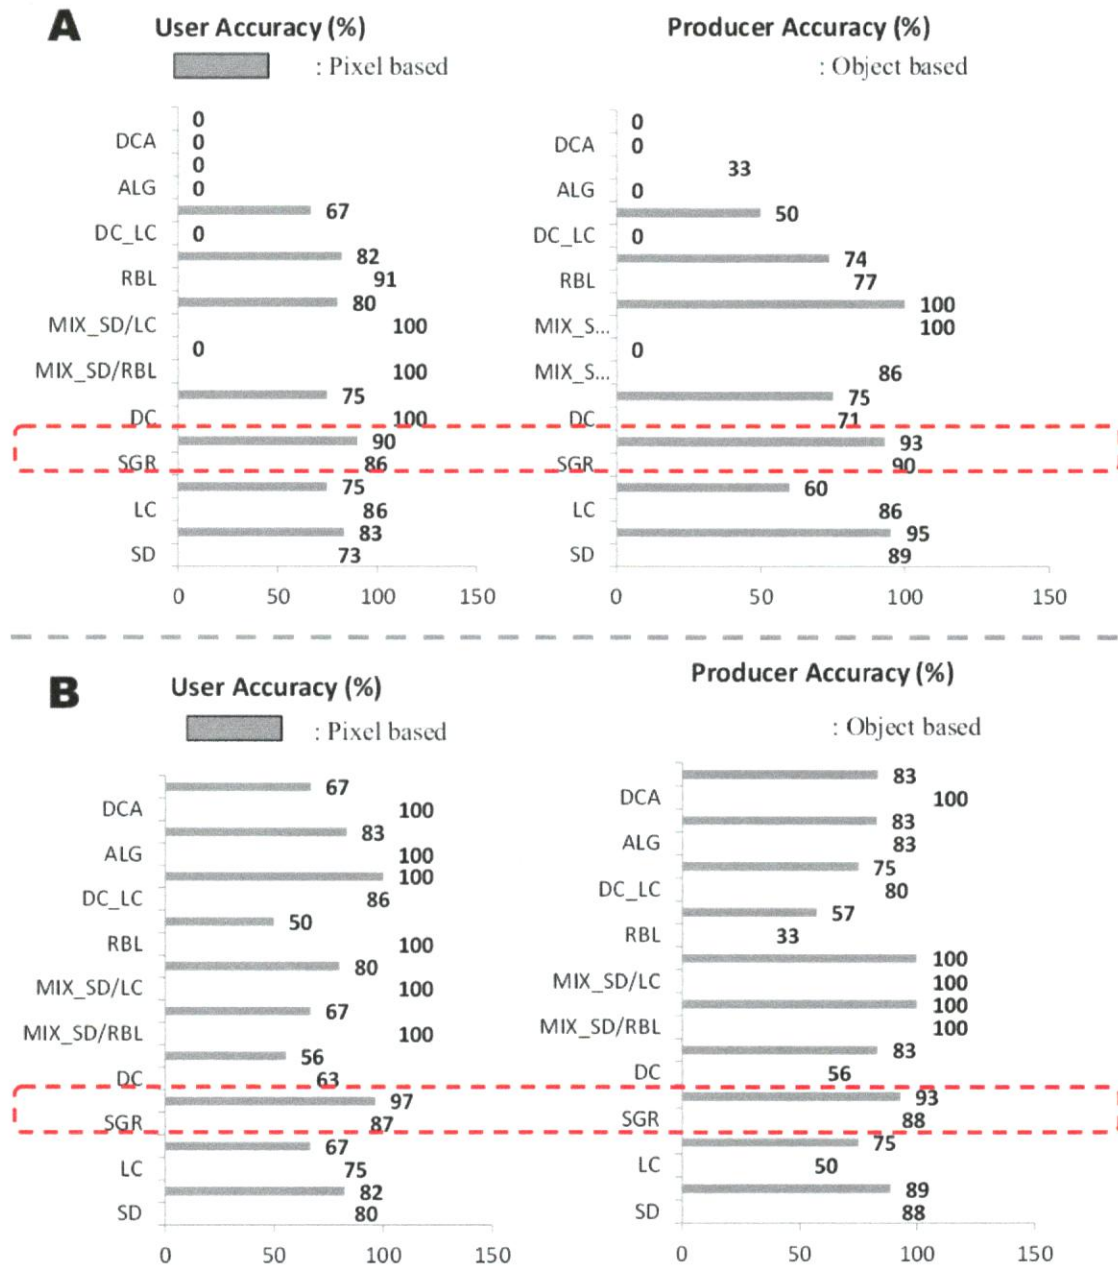 A
User Accuracy (%)
Producer Accuracy (%)
: Pixel based
: Object based
0
DCA 0
0
ALG 0
67
DC_LC 0
82
RBL 91
80
MIX_SD/LC 100
0
MIX_SD/RBL 100
75
DC 100
90
SGR 86
75
LC 86
83
SD 73
0 50 100 150
0
DCA 0
33
ALG 0
50
DC_LC 0
74
RBL 77
100
MIX_S... 100
0
MIX_S... 86
75
DC 71
93
SGR 90
60
LC 86
95
SD 89
0 50 100 150
B
User Accuracy (%)
Producer Accuracy (%)
: Pixel based
: Object based
67
DCA 100
83
ALG 100
100
DC_LC 86
50
RBL 100
80
MIX_SD/LC 100
67
MIX_SD/RBL 100
56
DC 63
97
SGR 87
67
LC 75
82
SD 80
0 50 100 150
83
DCA 100
83
ALG 83
75
DC_LC 80
57
RBL 33
100
MIX_SD/LC 100
100
MIX_SD/RBL 100
83
DC 56
93
SGR 88
75
LC 50
89
SD 88
0 50 100 150